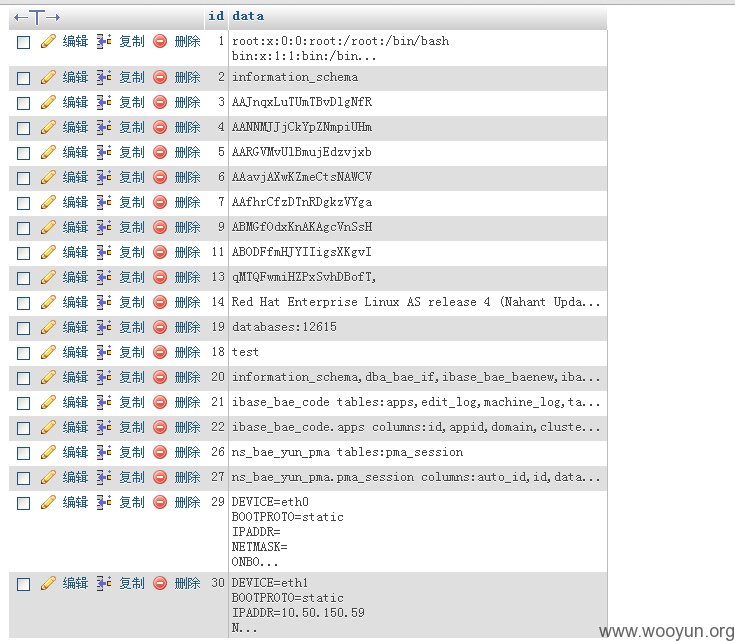 ←T→ id data
编辑 复制 删除 1 root:x:0:0:root:/root:/bin/bash
bin:x:1:1:bin:/bin...
编辑 复制 删除 2 information_schema
编辑 复制 删除 3 AAJnqxLuTUmTBvDlgNfR
编辑 复制 删除 4 AANNMJJjCkYpZNmpiUHm
编辑 复制 删除 5 AARGVMvUlBmujEdzvjxb
编辑 复制 删除 6 AAavjAXwKZmeCtsNAWCV
编辑 复制 删除 7 AAfhrCfzDTnRDgkzVYga
编辑 复制 删除 9 ABMGfOdxKnAKAgcVnSsH
编辑 复制 删除 11 ABODFfmHJYIIigsXKgvI
编辑 复制 删除 13 qMTQFwmiHZPxSvhDBofT,
编辑 复制 删除 14 Red Hat Enterprise Linux AS release 4 (Nahant Upda...
编辑 复制 删除 19 databases:12615
编辑 复制 删除 18 test
编辑 复制 删除 20 information_schema,dba_bae_if,ibase_bae_baenew,iba...
编辑 复制 删除 21 ibase_bae_code tables:apps,edit_log,machine_log,ta...
编辑 复制 删除 22 ibase_bae_code.apps columns:id,appid,domain,cluste...
编辑 复制 删除 26 ns_bae_yun_pma tables:pma_session
编辑 复制 删除 27 ns_bae_yun_pma.pma_session columns:auto_id,id,data...
编辑 复制 删除 29 DEVICE=eth0
BOOTPROTO=static
IPADDR=
NETMASK=
ONBO...
编辑 复制 删除 30 DEVICE=eth1
BOOTPROTO=static
IPADDR=10.50.150.59
N...
www.wooyun.org